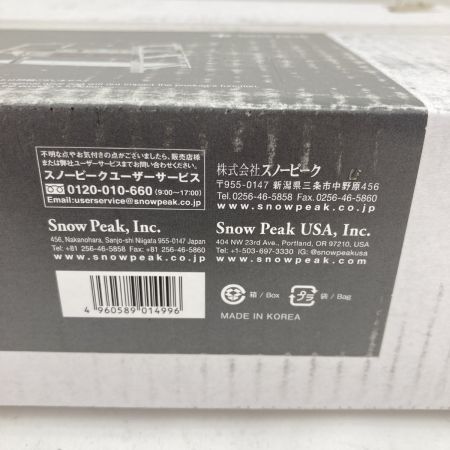 不明な点やお気付きの点がございましたら、販売店様
または弊社ユーザーサービスまでお問い合わせください。
スノーピークユーザーサービス
0120-010-660 (9:00〜17:00)
Email:userservice@snowpeak.co.jp
株式会社スノーピーク
〒955-0147 新潟県三条市中野原456
Tel.0256-46-5858 Fax.0256-46-5860
www.snowpeak.co.jp
Snow Peak, Inc.
456, Nakanohara, Sanjo-shi Niigata 955-0147 Japan
Tel: +81 256-46-5858 Fax: +81 256-46-5860
www.snowpeak.co.jp
Snow Peak USA, Inc.
404 NW 23rd Ave., Portland, OR 97210, USA
Tel: +1-503-697-3330 IG: @snowpeakusa
www.snowpeak.com
4 960589 014996
箱 / Box
プラ
袋 / Bag
MADE IN KOREA